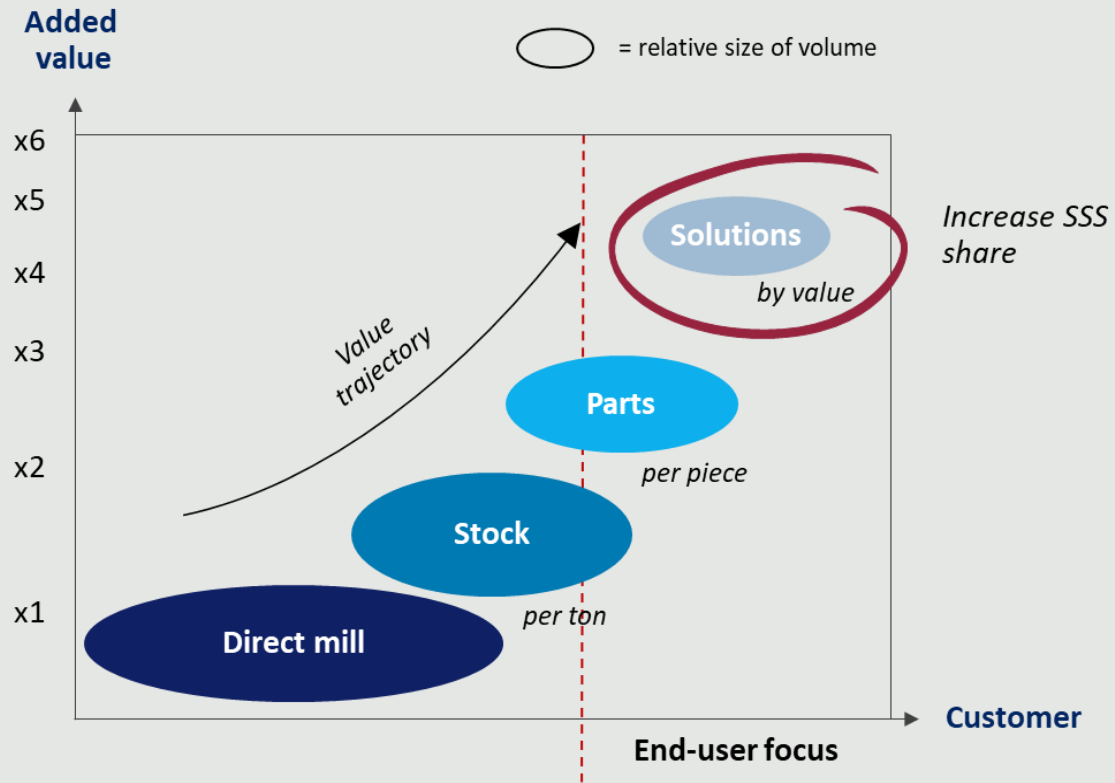 Added
value
= relative size of volume
x6
x5
x4
x3
x2
x1
Solutions
by value
Increase SSS
share
Value
trajectory
Parts
per piece
Stock
per ton
Direct mill
Customer
End-user focus